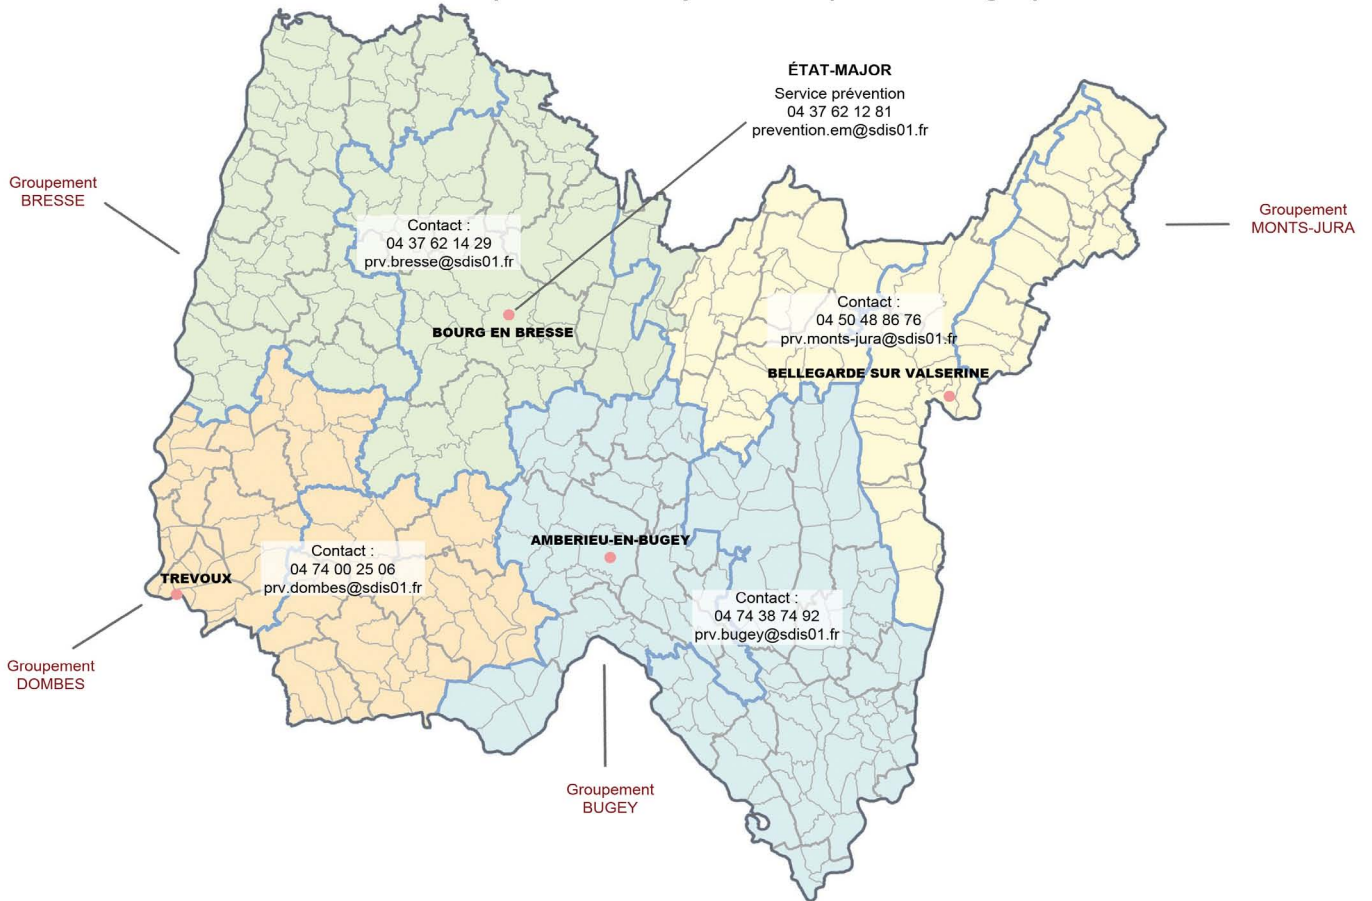 ÉTAT-MAJOR
Service prévention
04 37 62 12 81
prevention.em@sdis01.fr
Groupement
BRESSE
Contact :
04 37 62 14 29
prv.bresse@sdis01.fr
Groupement
MONTS-JURA
Contact :
04 50 48 86 76
prv.monts-jura@sdis01.fr
BOURG EN BRESSE
BELLEGARDE SUR VALSERINE
AMBERIEU-EN-BUGEY
Contact :
04 74 00 25 06
prv.dombes@sdis01.fr
TREVOUX
Contact :
04 74 38 74 92
prv.bugey@sdis01.fr
Groupement
DOMBES
Groupement
BUGEY